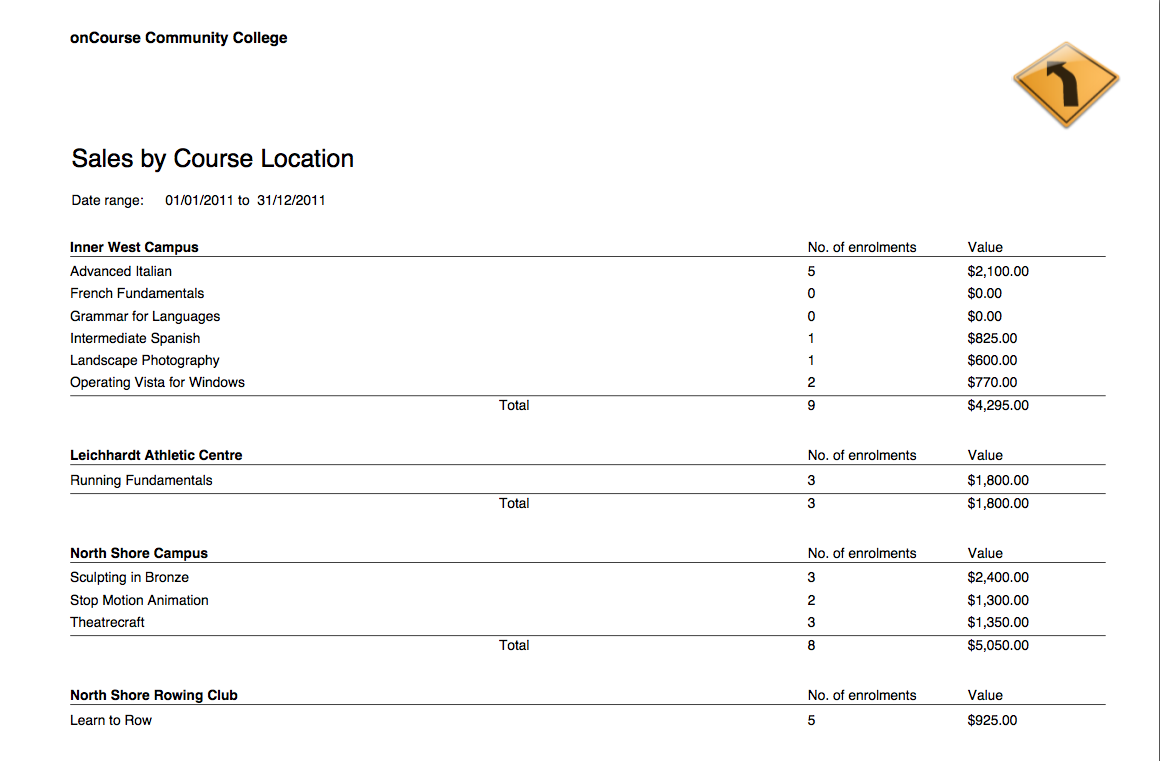 onCourse Community College
Sales by Course Location
Date range: 01/01/2011 to 31/12/2011
Inner West Campus No. of enrolments Value
Advanced Italian 5 $2,100.00
French Fundamentals 0 $0.00
Grammar for Languages 0 $0.00
Intermediate Spanish 1 $825.00
Landscape Photography 1 $600.00
Operating Vista for Windows 2 $770.00
Total 9 $4,295.00
Leichhardt Athletic Centre No. of enrolments Value
Running Fundamentals 3 $1,800.00
Total 3 $1,800.00
North Shore Campus No. of enrolments Value
Sculpting in Bronze 3 $2,400.00
Stop Motion Animation 2 $1,300.00
Theatrecraft 3 $1,350.00
Total 8 $5,050.00
North Shore Rowing Club No. of enrolments Value
Learn to Row 5 $925.00